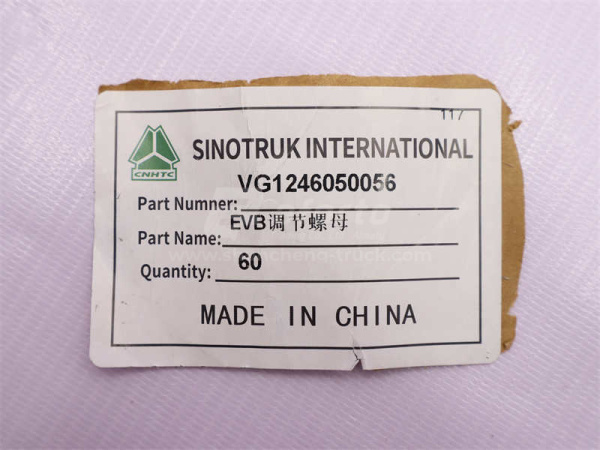 117
SINOTRUK INTERNATIONAL
CNHTC
VG1246050056
Part Numner:
EVB调节螺母
Part Name:
Quantity: 60
MADE IN CHINA